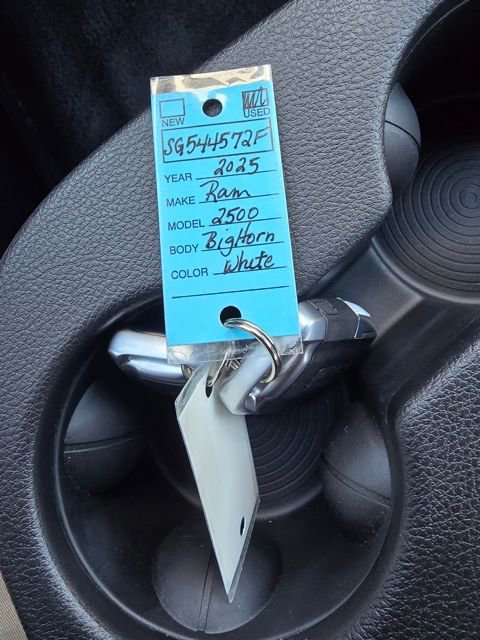 NEW USED
SG544572F
YEAR 2025
MAKE Ram
MODEL 2500
BODY BigHorn
COLOR White